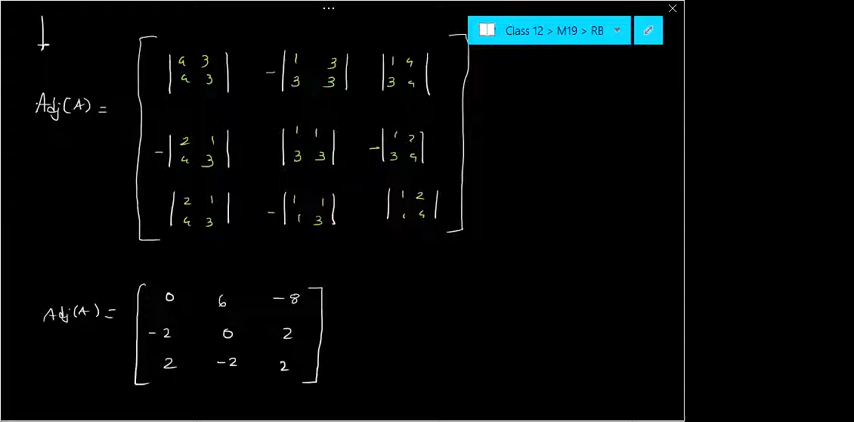 Class 12 > M19 > RB
4 3 1 3 1 4
4 3 - 3 3 3 4
Adj(A) =
2 1 1 1 1 2
- 4 3 3 3 - 3 4
2 1 1 1 1 2
4 3 - 1 3 1 4
0 6 -8
Adj(A) = -2 0 2
2 -2 2